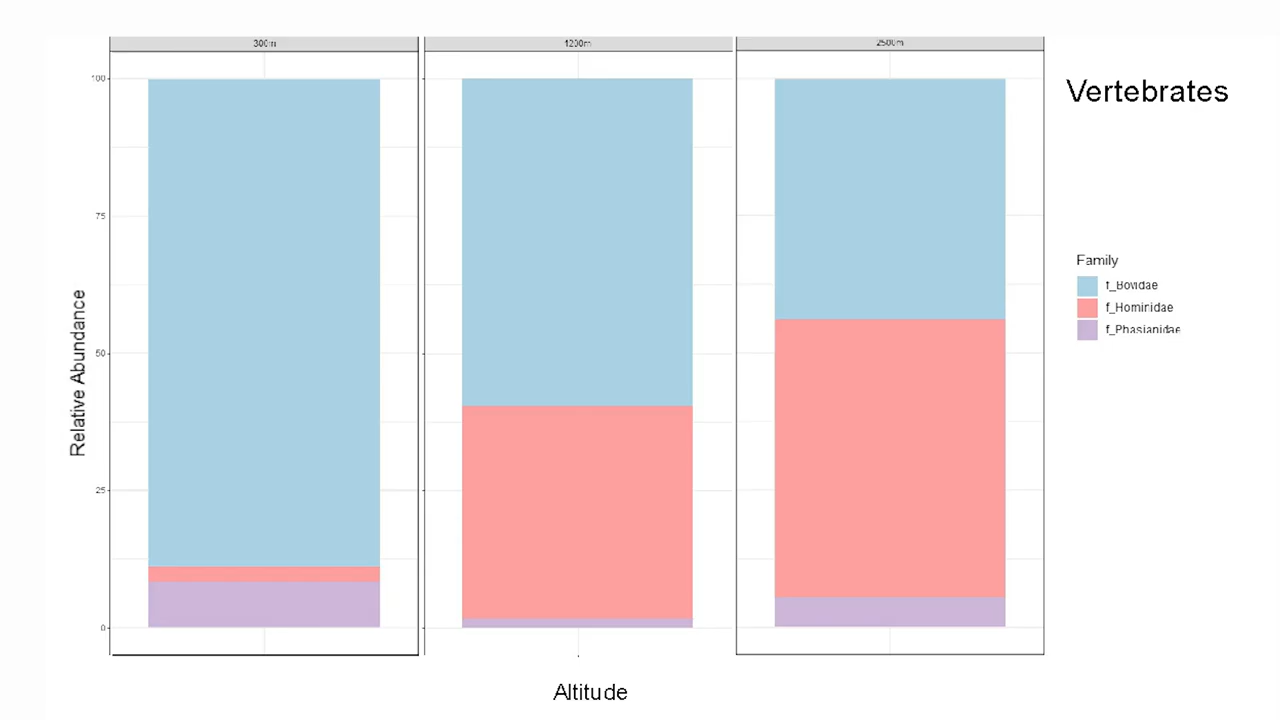 300m
1200m
2500m
Vertebrates
100
75
50
25
0
Relative Abundance
Altitude
Family
f_Bovidae
f_Hominidae
f_Phasianidae